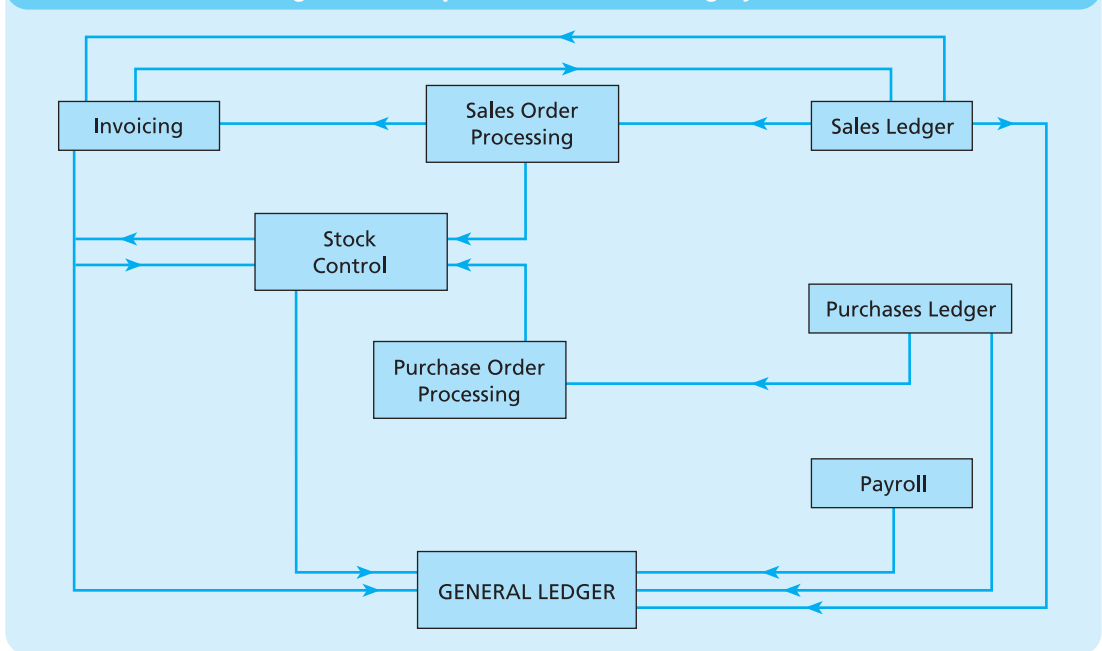 Invoicing
Sales Order
Processing
Sales Ledger
Stock
Control
Purchases Ledger
Purchase Order
Processing
Payroll
GENERAL LEDGER